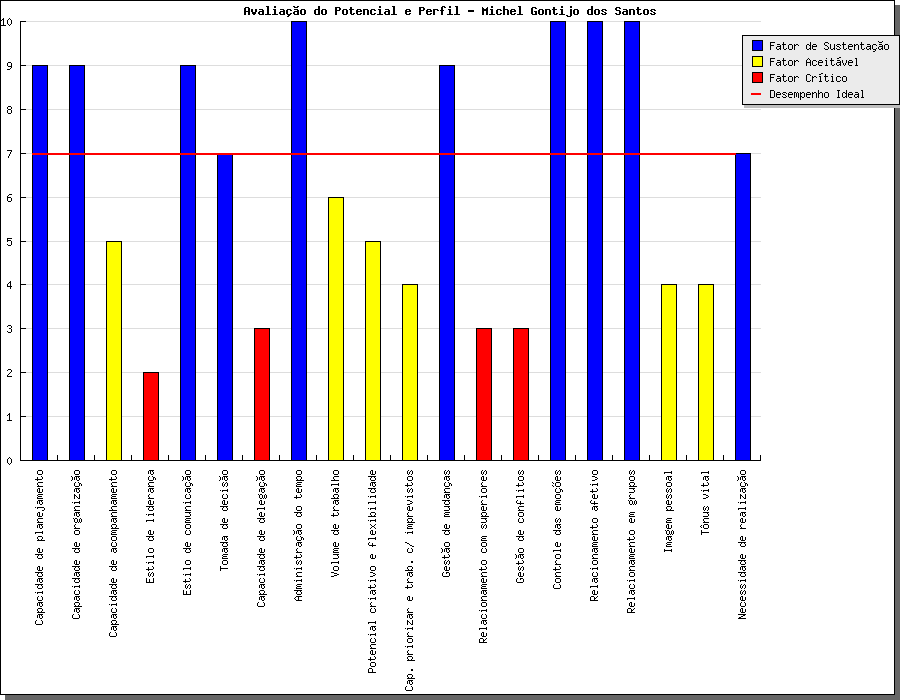 Avaliação do Potencial e Perfil - Michel Gontijo dos Santos
Fator de Sustentação
Fator Aceitável
Fator Crítico
Desempenho Ideal
10
9
8
7
6
5
4
3
2
1
0
Capacidade de planejamento
Capacidade de organização
Capacidade de acompanhamento
Estilo de liderança
Estilo de comunicação
Tomada de decisão
Capacidade de delegação
Administração do tempo
Volume de trabalho
Potencial criativo e flexibilidade
Cap. priorizar e trab. c/ imprevistos
Gestão de mudanças
Relacionamento com superiores
Gestão de conflitos
Controle das emoções
Relacionamento afetivo
Relacionamento em grupos
Imagem pessoal
Tônus vital
Necessidade de realização